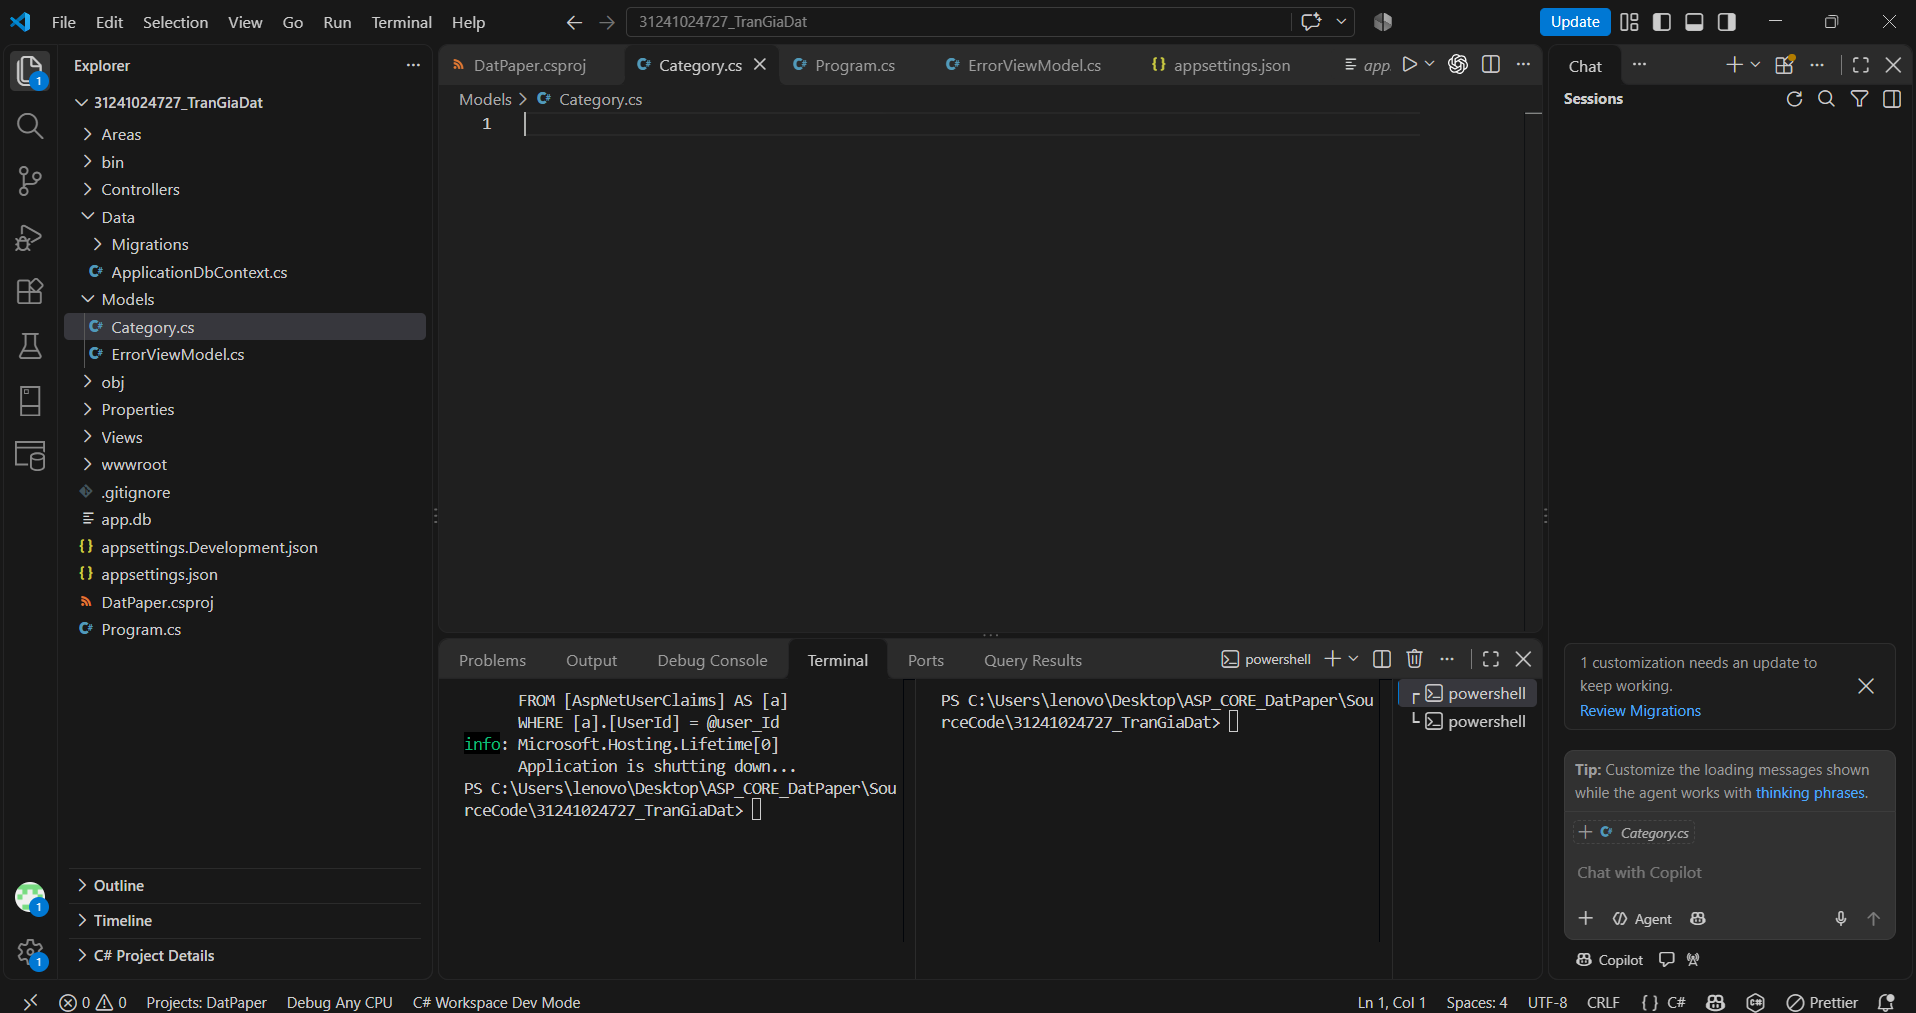 File Edit Selection View Go Run Terminal Help
31241024727_TranGiaDat
Update
Explorer
31241024727_TranGiaDat
Areas
bin
Controllers
Data
Migrations
ApplicationDbContext.cs
Models
Category.cs
ErrorViewModel.cs
obj
Properties
Views
wwwroot
.gitignore
app.db
appsettings.Development.json
appsettings.json
DatPaper.csproj
Program.cs
Outline
Timeline
C# Project Details
1
1
1
DatPaper.csproj
Category.cs
Program.cs
ErrorViewModel.cs
appsettings.json
app.
Models > Category.cs
1
Problems Output Debug Console Terminal Ports Query Results
powershell
FROM [AspNetUserClaims] AS [a]
WHERE [a].[UserId] = @user_Id
info: Microsoft.Hosting.Lifetime[0]
Application is shutting down...
PS C:\Users\lenovo\Desktop\ASP_CORE_DatPaper\Sou
rceCode\31241024727_TranGiaDat>
PS C:\Users\lenovo\Desktop\ASP_CORE_DatPaper\Sou
rceCode\31241024727_TranGiaDat>
powershell
powershell
Chat
Sessions
1 customization needs an update to
keep working.
Review Migrations
Tip: Customize the loading messages shown
while the agent works with thinking phrases.
Category.cs
Chat with Copilot
Agent
Copilot
0 0 Projects: DatPaper Debug Any CPU C# Workspace Dev Mode
Ln 1, Col 1 Spaces: 4 UTF-8 CRLF { } C# Prettier